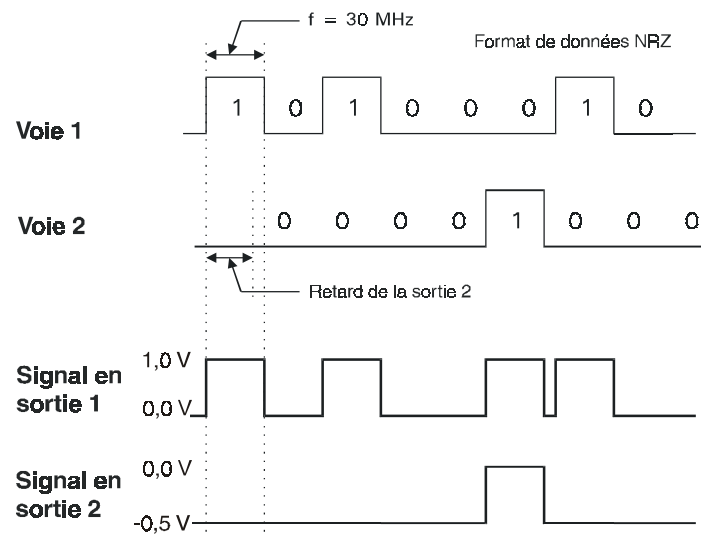 f = 30 MHz
Format de données NRZ
Voie 1
1 0 1 0 0 0 1 0
Voie 2
0 0 0 0 1 0 0 0
Retard de la sortie 2
Signal en
sortie 1
1,0 V
0,0 V
Signal en
sortie 2
0,0 V
-0,5 V